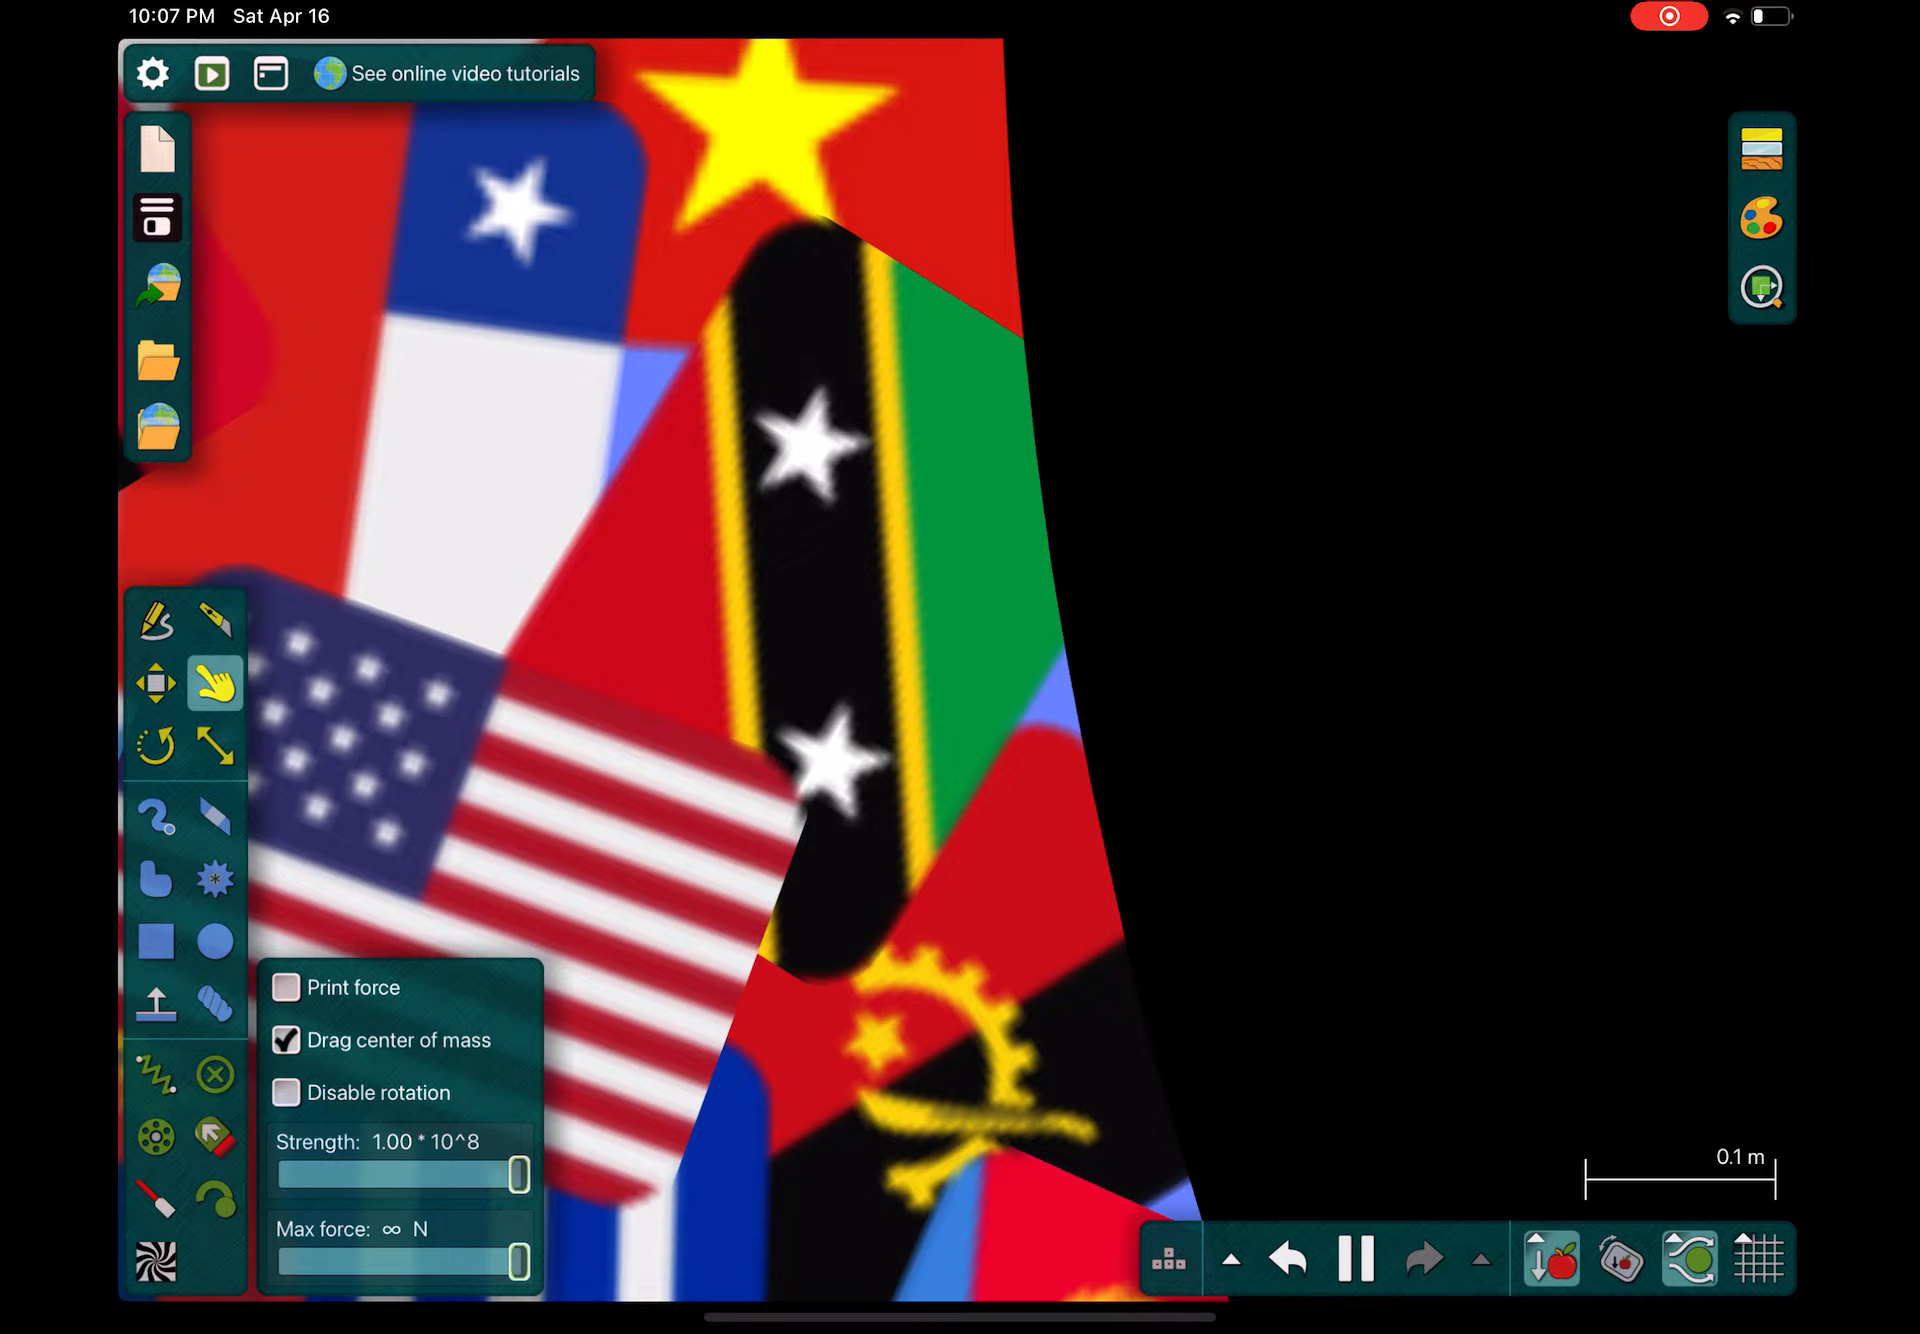 10:07 PM Sat Apr 16
See online video tutorials
Print force
Drag center of mass
Disable rotation
Strength: 1.00 * 10^8
Max force: ∞ N
0.1 m